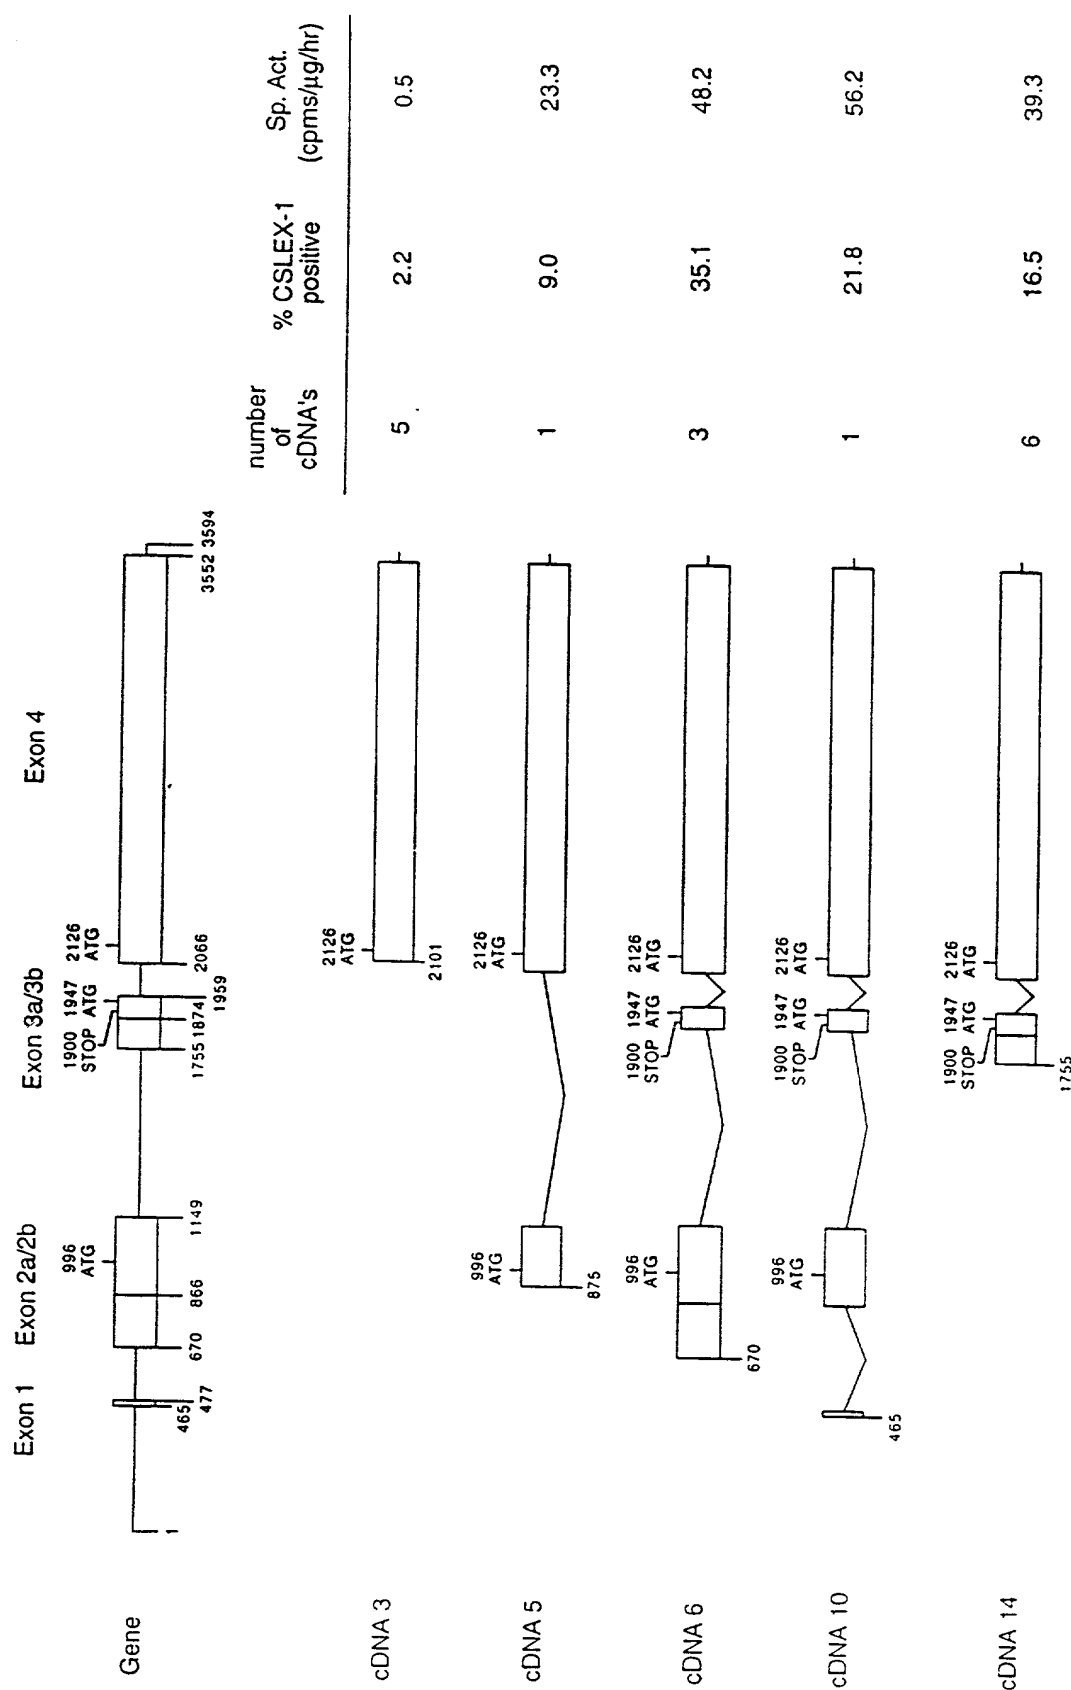 Exon 1
Exon 2a/2b
Exon 3a/3b
Exon 4
Gene
996
ATG
1900 1947
STOP ATG
2126
ATG
1
465
477
670
866
1149
1755
1874
1959
2066
3552 3594
number
of
cDNA's
% CSLEX-1
positive
Sp. Act.
(cpms/µg/hr)
cDNA 3
2126
ATG
2101
5
2.2
0.5
cDNA 5
996
ATG
2126
ATG
875
1
9.0
23.3
cDNA 6
996
ATG
1900 1947
STOP ATG
2126
ATG
670
3
35.1
48.2
cDNA 10
996
ATG
1900 1947
STOP ATG
2126
ATG
465
1
21.8
56.2
cDNA 14
1900 1947
STOP ATG
2126
ATG
1755
6
16.5
39.3